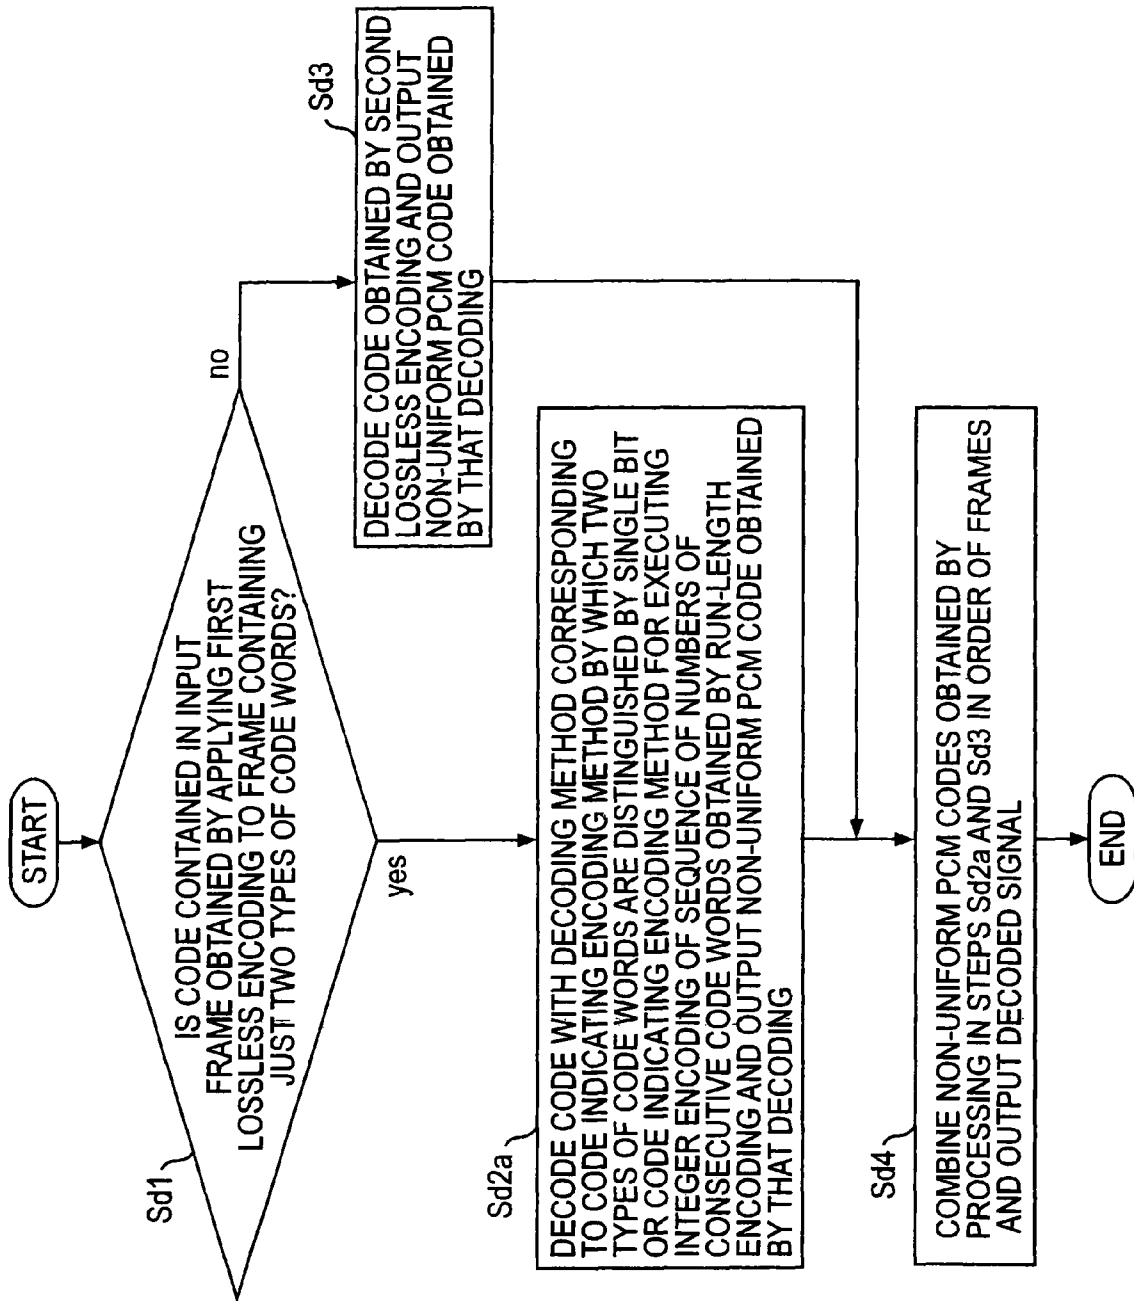 START
Sd1
IS CODE CONTAINED IN INPUT
FRAME OBTAINED BY APPLYING FIRST
LOSSLESS ENCODING TO FRAME CONTAINING
JUST TWO TYPES OF CODE WORDS?
no
yes
Sd3
DECODE CODE OBTAINED BY SECOND
LOSSLESS ENCODING AND OUTPUT
NON-UNIFORM PCM CODE OBTAINED
BY THAT DECODING
Sd2a
DECODE CODE WITH DECODING METHOD CORRESPONDING
TO CODE INDICATING ENCODING METHOD BY WHICH TWO
TYPES OF CODE WORDS ARE DISTINGUISHED BY SINGLE BIT
OR CODE INDICATING ENCODING METHOD FOR EXECUTING
INTEGER ENCODING OF SEQUENCE OF NUMBERS OF
CONSECUTIVE CODE WORDS OBTAINED BY RUN-LENGTH
ENCODING AND OUTPUT NON-UNIFORM PCM CODE OBTAINED
BY THAT DECODING
Sd4
COMBINE NON-UNIFORM PCM CODES OBTAINED BY
PROCESSING IN STEPS Sd2a AND Sd3 IN ORDER OF FRAMES
AND OUTPUT DECODED SIGNAL
END